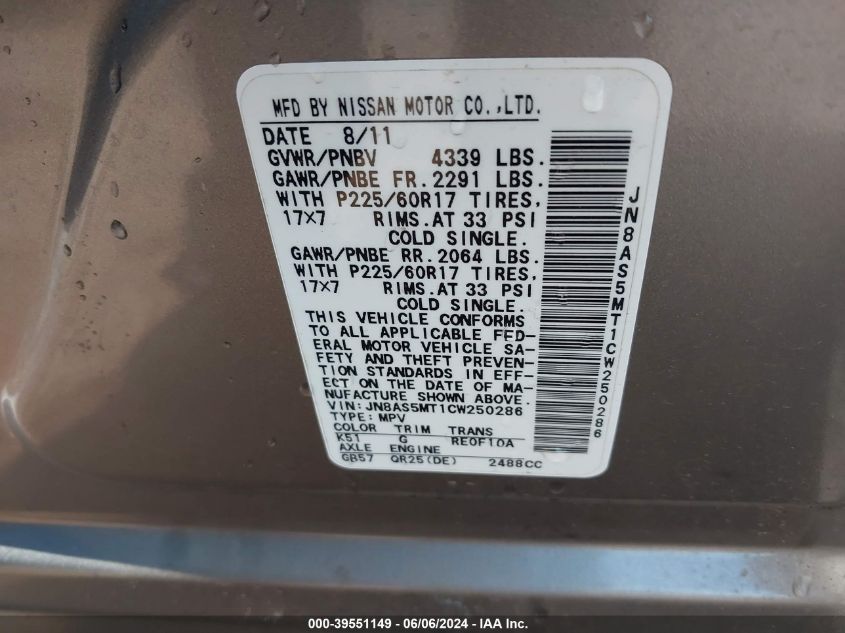 MFD BY NISSAN MOTOR CO.,LTD.
DATE 8/11
GVWR/PNBV 4339 LBS.
GAWR/PNBE FR.2291 LBS.
WITH P225/60R17 TIRES,
17X7 RIMS.AT 33 PSI
COLD SINGLE.
GAWR/PNBE RR.2064 LBS.
WITH P225/60R17 TIRES,
17X7 RIMS.AT 33 PSI
COLD SINGLE.
THIS VEHICLE CONFORMS
TO ALL APPLICABLE FED-
ERAL MOTOR VEHICLE SA-
FETY AND THEFT PREVEN-
TION STANDARDS IN EFF-
ECT ON THE DATE OF MA-
NUFACTURE SHOWN ABOVE.
VIN:JN8AS5MT1CW250286
TYPE:MPV
COLOR TRIM TRANS
K51 G RE0F10A
AXLE ENGINE
GB57 QR25(DE) 2488CC
JN8AS5MT1CW250286
000-39551149 - 06/06/2024 - IAA Inc.